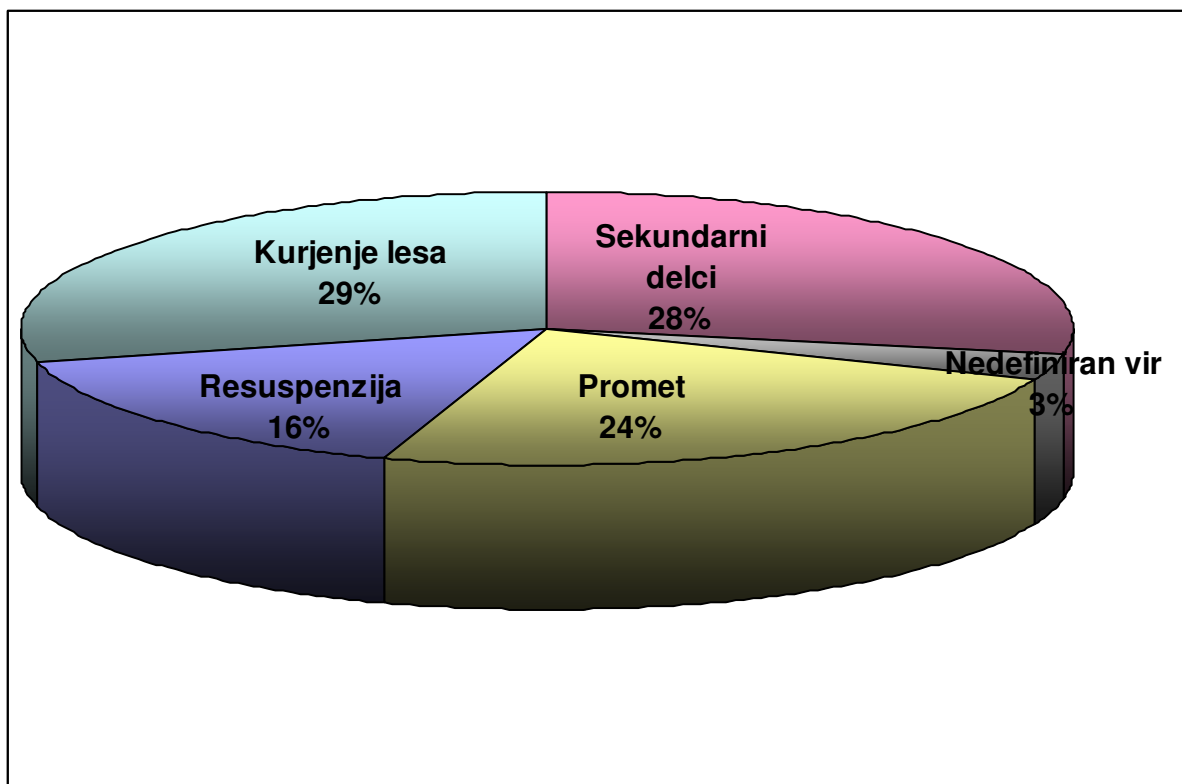 Kurjenje lesa
29%
Sekundarni
delci
28%
Nedefiniran vir
3%
Resuspenzija
16%
Promet
24%